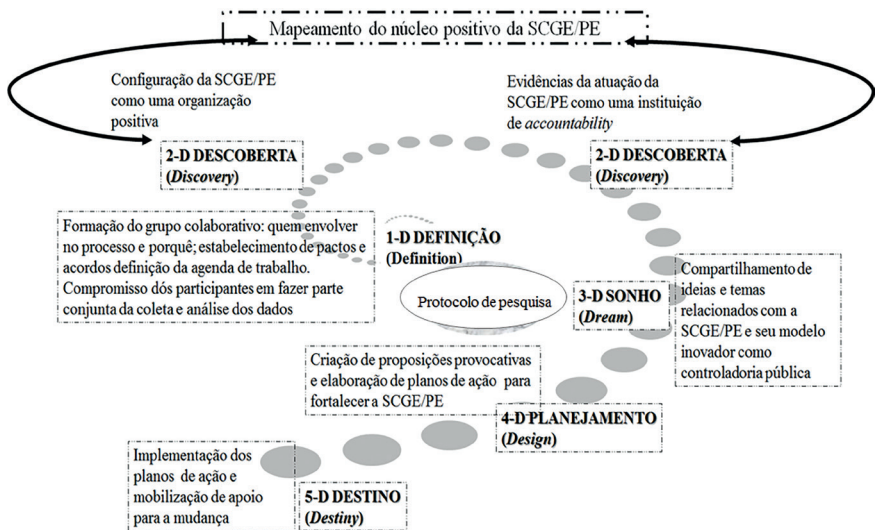 Mapeamento do núcleo positivo da SCGE/PE
Configuração da SCGE/PE
como uma organização
positiva
Evidências da atuação da
SCGE/PE como uma instituição
de accountability
2-D DESCOBERTA
(Discovery)
2-D DESCOBERTA
(Discovery)
Formação do grupo colaborativo: quem envolver
no processo e porquê; estabelecimento de pactos e
acordos definição da agenda de trabalho.
Compromisso dós participantes em fazer parte
conjunta da coleta e análise dos dados
1-D DEFINIÇÃO
(Definition)
Protocolo de pesquisa
3-D SONHO
(Dream)
Compartilhamento de
ideias e temas
relacionados com a
SCGE/PE e seu modelo
inovador como
controladoria pública
Criação de proposições provocativas
e elaboração de planos de ação para
fortalecer a SCGE/PE
4-D PLANEJAMENTO
(Design)
Implementação dos
planos de ação e
mobilização de apoio
para a mudança
5-D DESTINO
(Destiny)